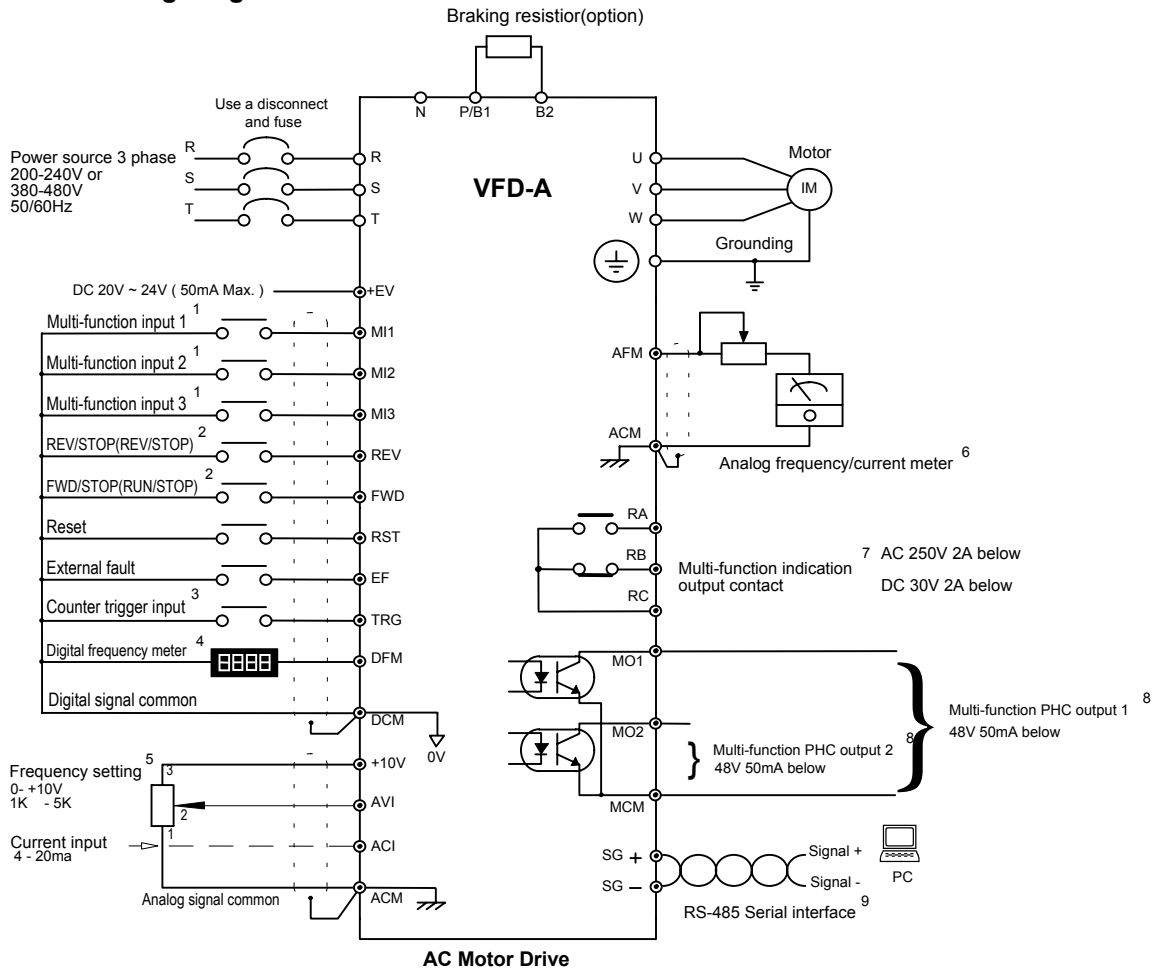 Braking resistior(option)
N
P/B1
B2
Use a disconnect
and fuse
Power source 3 phase
200-240V or
380-480V
50/60Hz
R
S
T
R
S
T
VFD-A
U
V
W
Motor
IM
Grounding
DC 20V ~ 24V ( 50mA Max. )
+EV
Multi-function input 1 1
MI1
Multi-function input 2 1
MI2
Multi-function input 3 1
MI3
REV/STOP(REV/STOP) 2
REV
FWD/STOP(RUN/STOP) 2
FWD
Reset
RST
External fault
EF
Counter trigger input 3
TRG
Digital frequency meter 4
8888
DFM
Digital signal common
DCM
0V
Frequency setting 5
0- +10V
1K - 5K
3
2
1
+10V
AVI
Current input
4 - 20ma
ACI
Analog signal common
ACM
AFM
ACM
Analog frequency/current meter 6
RA
RB
RC
Multi-function indication
output contact
7 AC 250V 2A below
DC 30V 2A below
MO1
MO2
MCM
Multi-function PHC output 1 8
48V 50mA below
Multi-function PHC output 2 8
48V 50mA below
SG +
SG –
Signal +
Signal -
PC
RS-485 Serial interface 9
AC Motor Drive